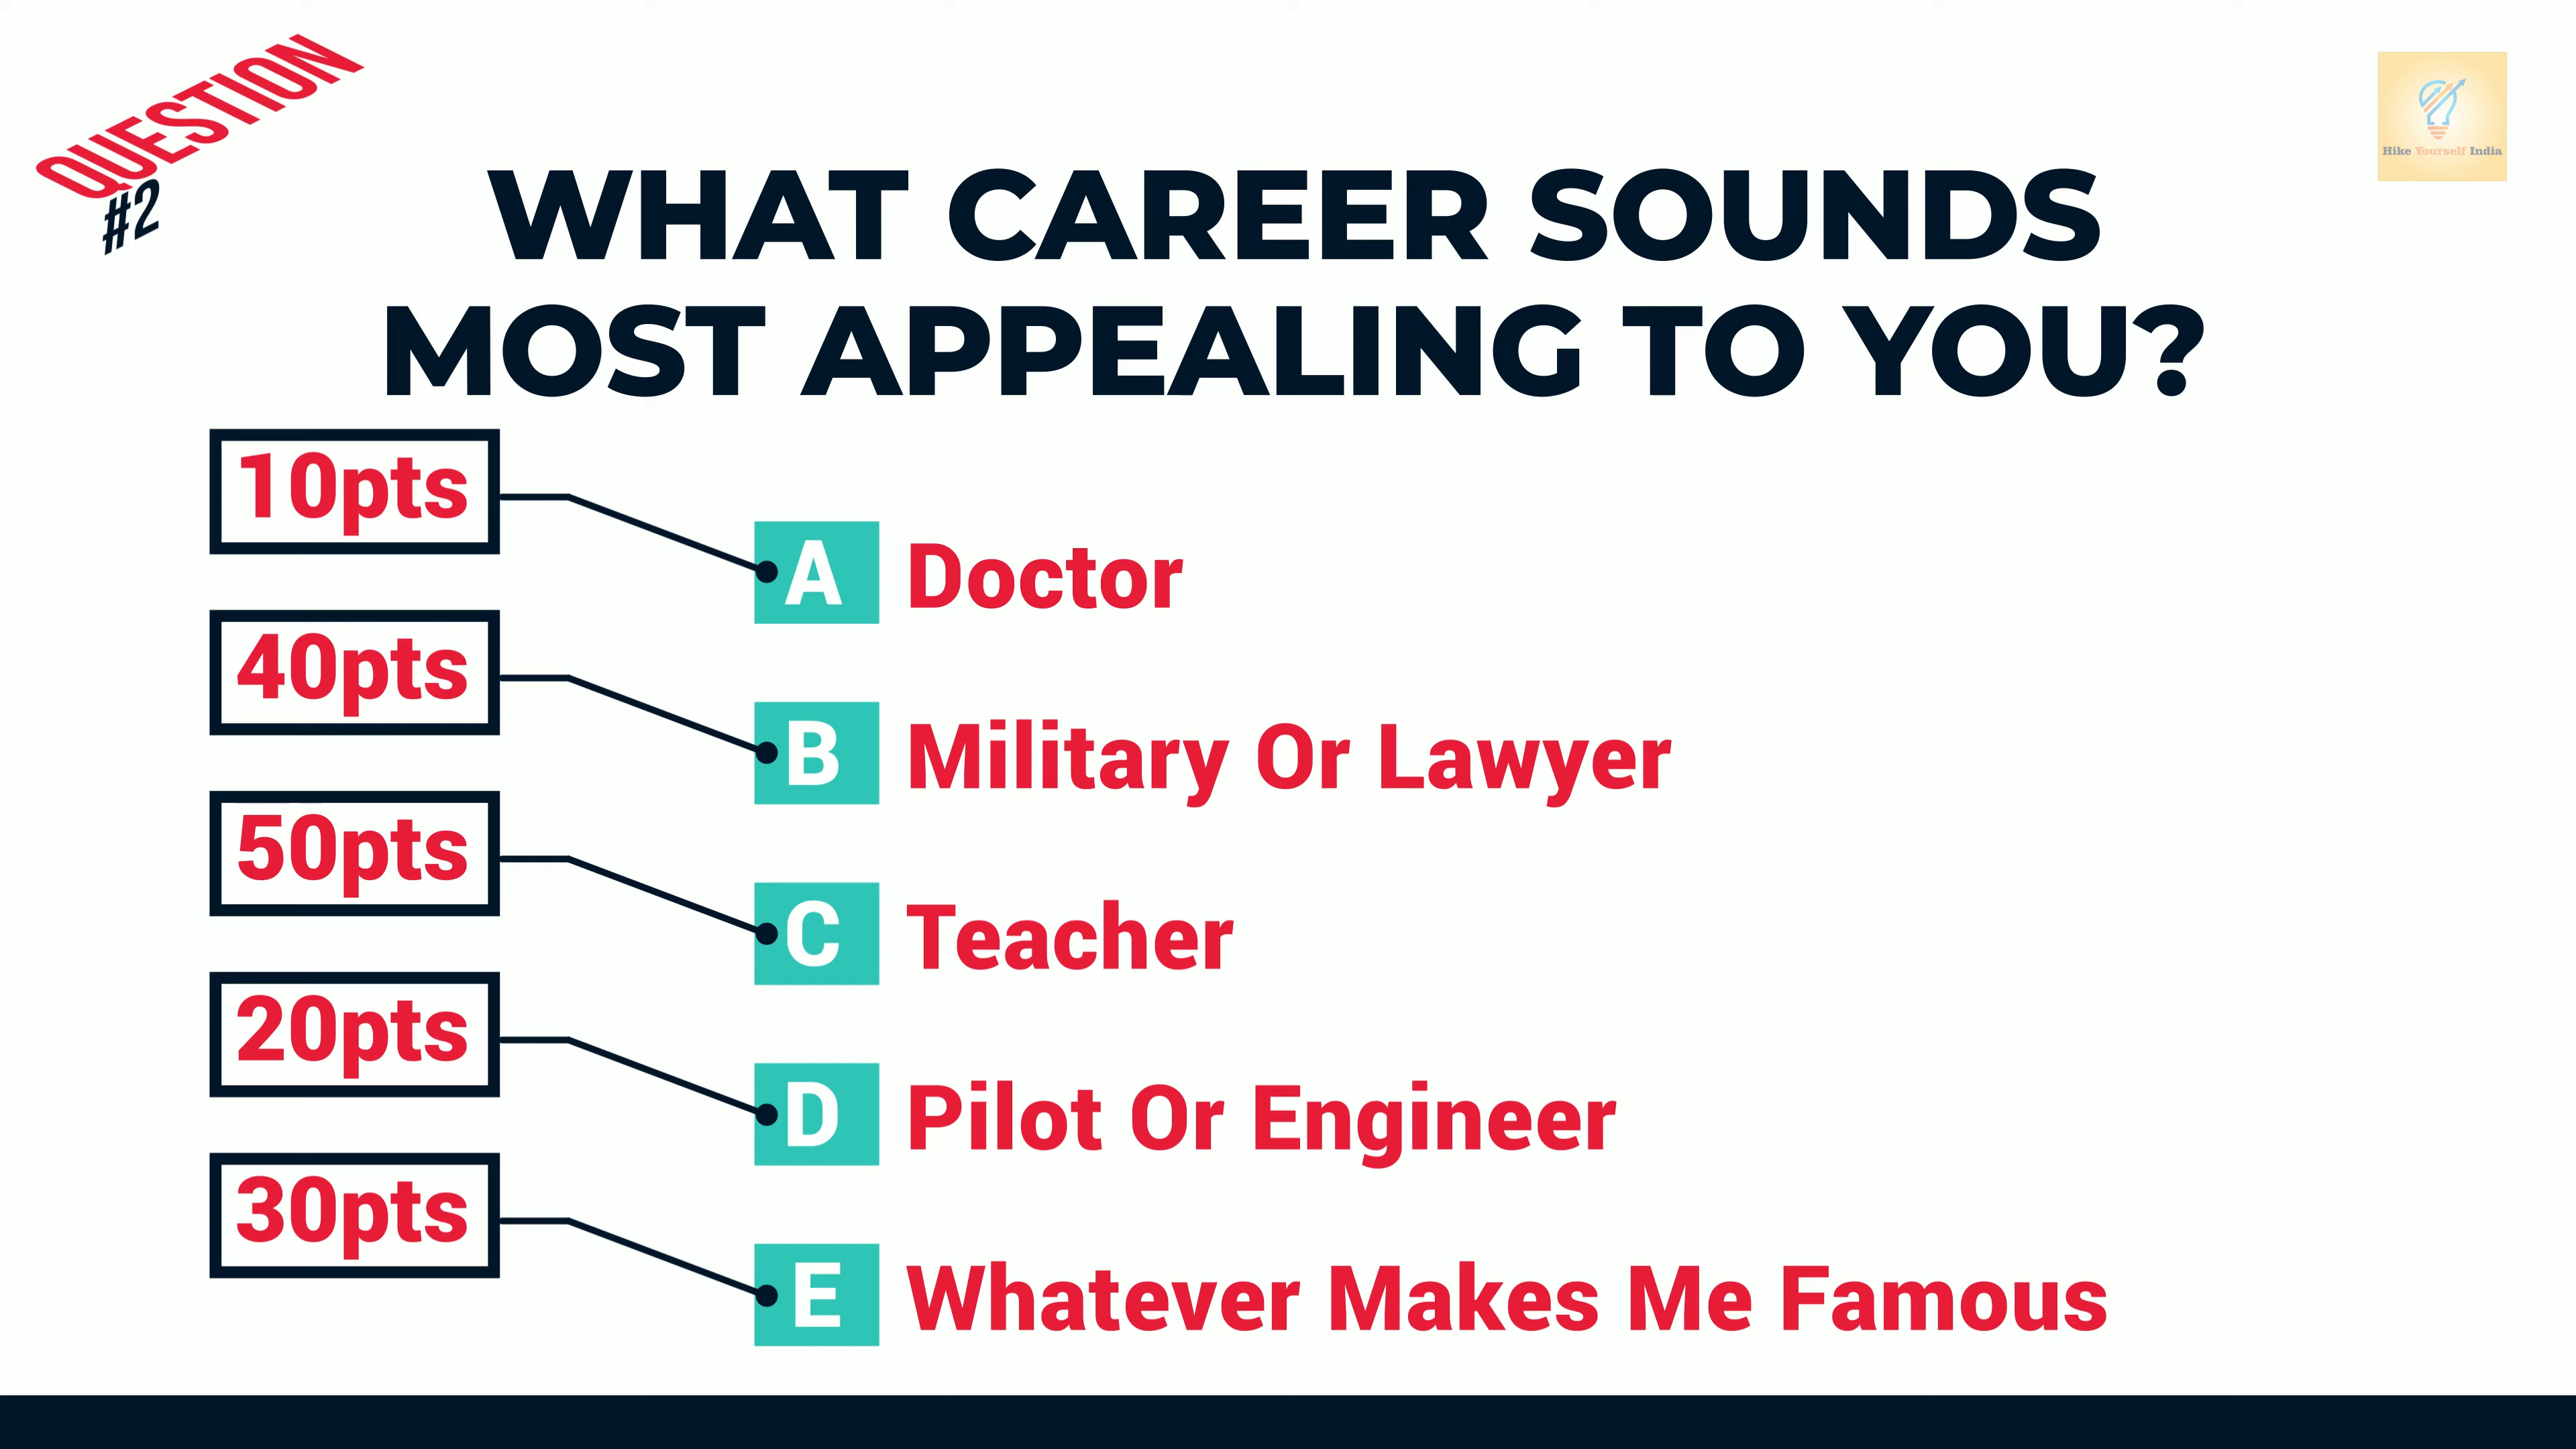 QUESTION
#2
Hike Yourself India
WHAT CAREER SOUNDS
MOST APPEALING TO YOU?
10pts
A Doctor
40pts
B Military Or Lawyer
50pts
C Teacher
20pts
D Pilot Or Engineer
30pts
E Whatever Makes Me Famous